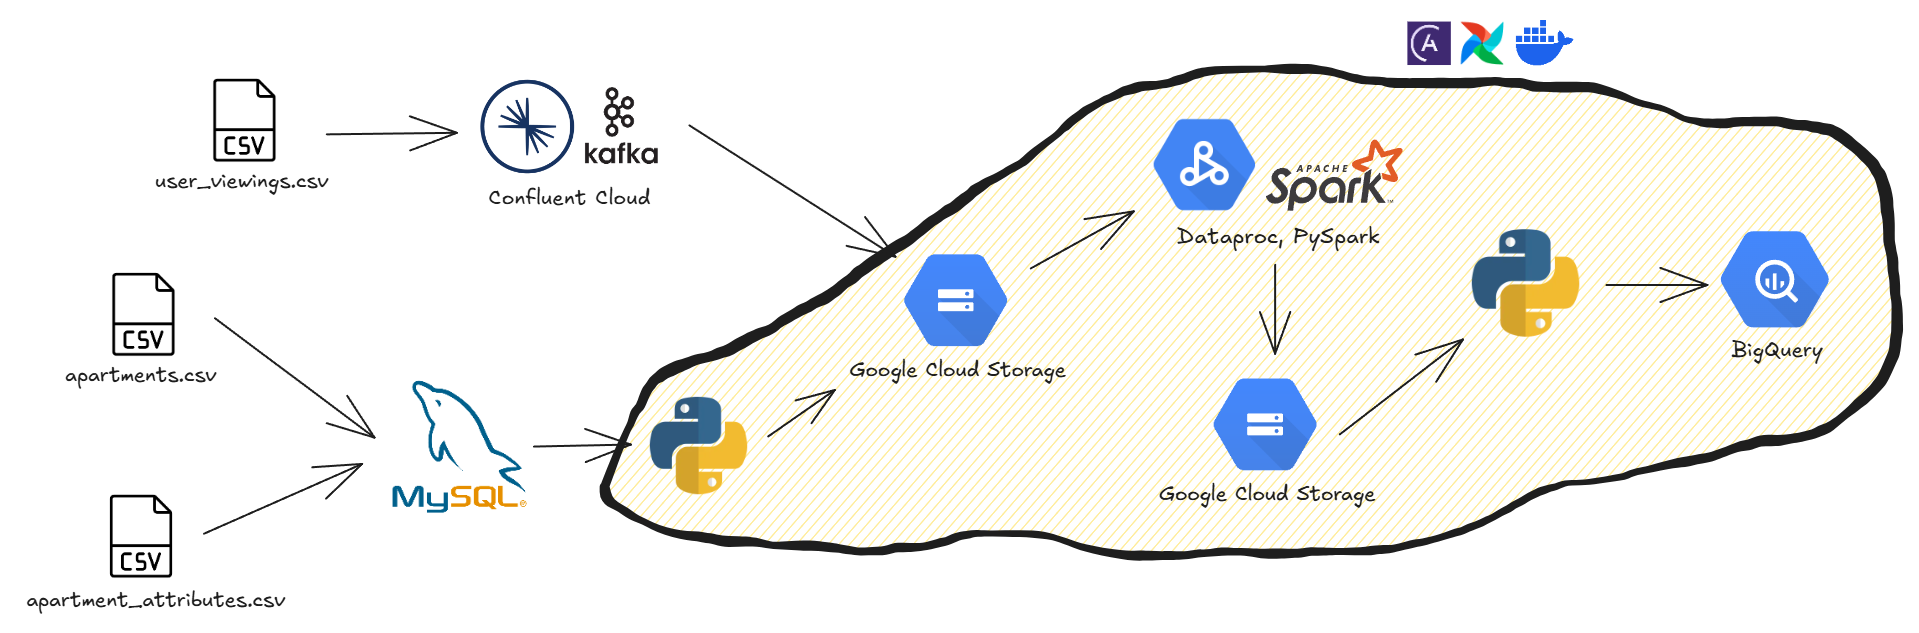 A
CSV
user_viewings.csv
kafka
Confluent Cloud
APACHE
Spark™
Dataproc, PySpark
CSV
apartments.csv
Google Cloud Storage
BigQuery
MySQL®
Google Cloud Storage
CSV
apartment_attributes.csv